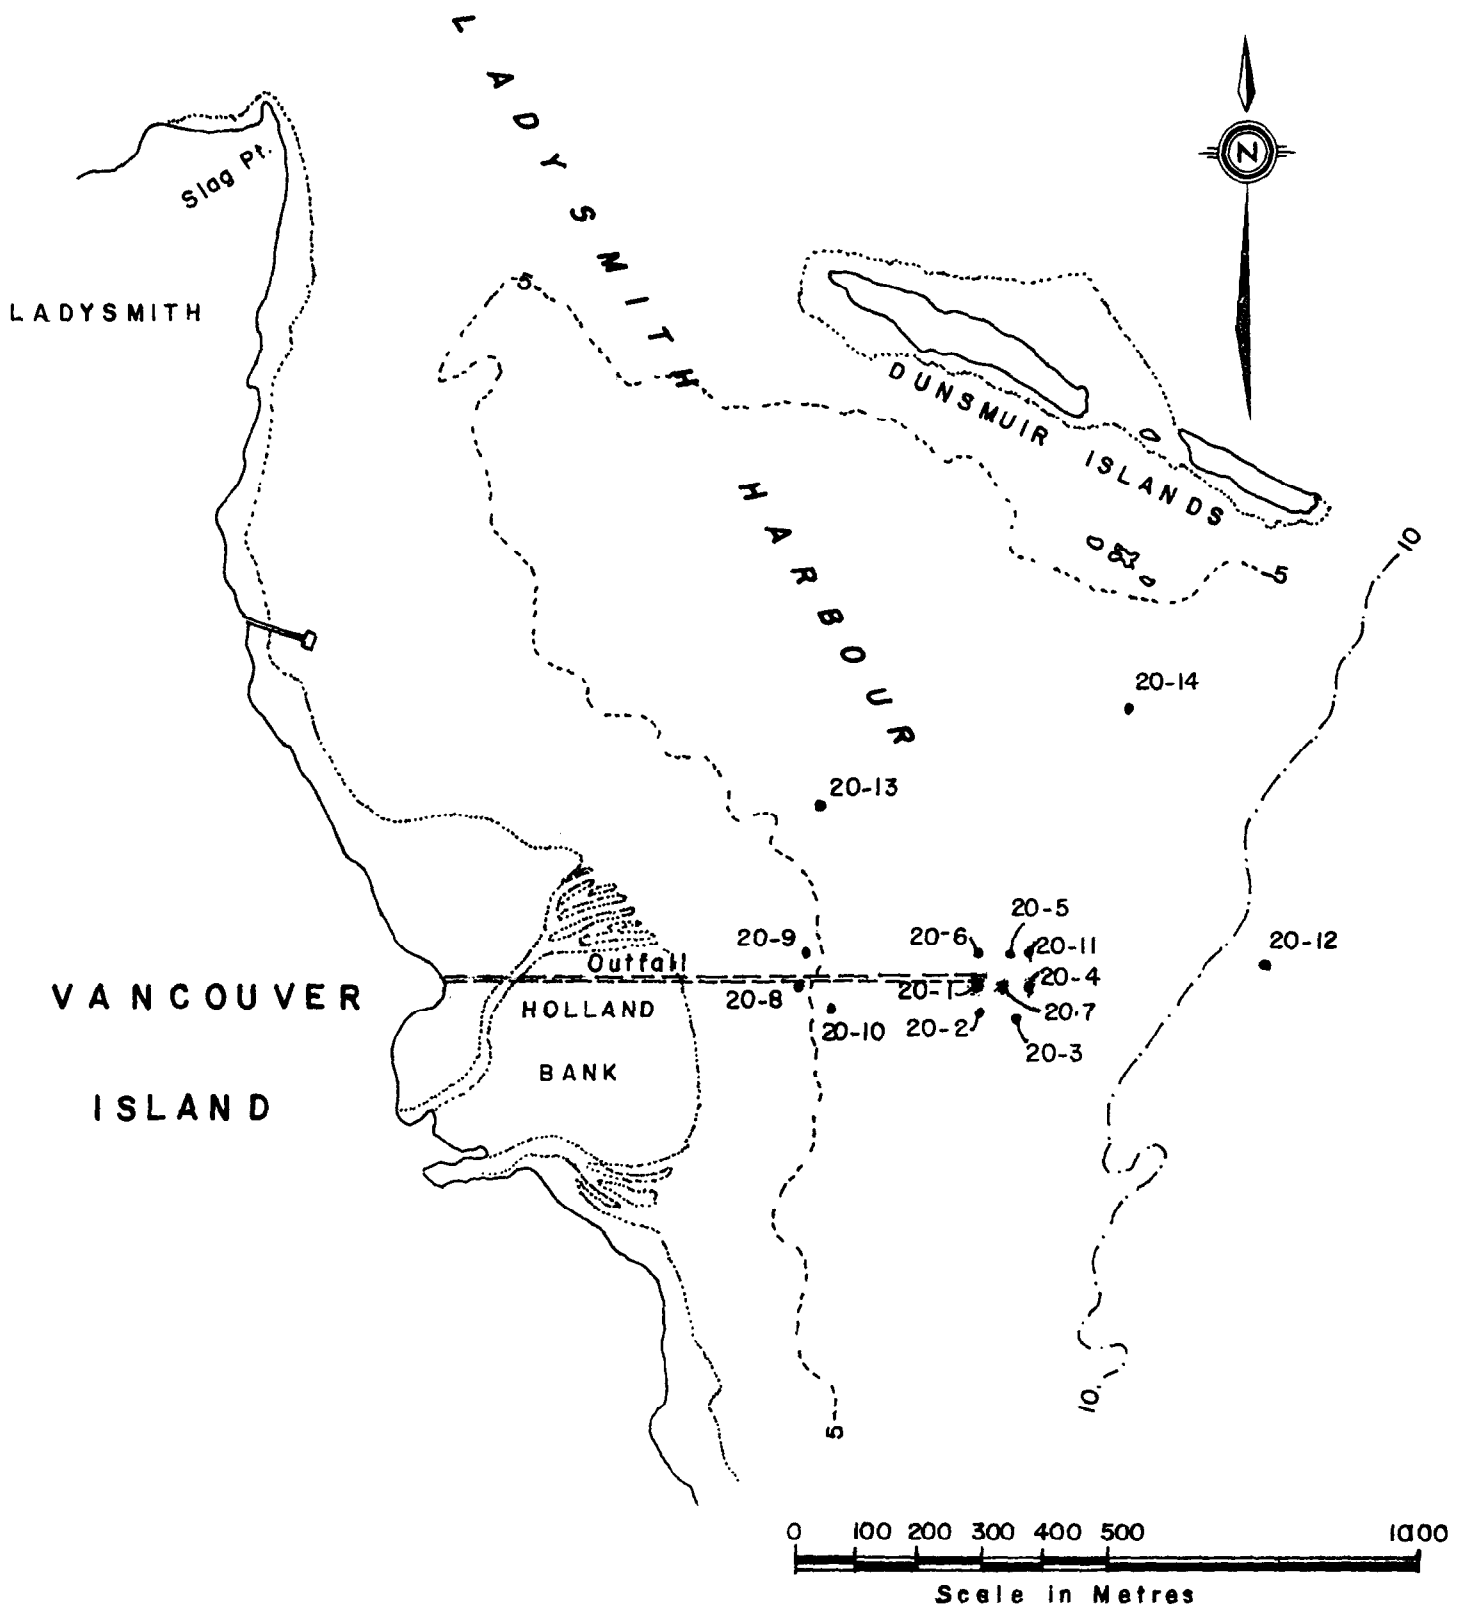 LADYSMITH HARBOUR
Slag Pt.
N
LADYSMITH
5
DUNSMUIR ISLANDS
10
5
20-14
20-13
20-5
20-9
20-6
20-11
20-12
Outfall
20-4
VANCOUVER
20-8
20-1
HOLLAND
20-7
20-10
20-2
20-3
BANK
ISLAND
10
5
0 100 200 300 400 500 1000
Scale in Metres